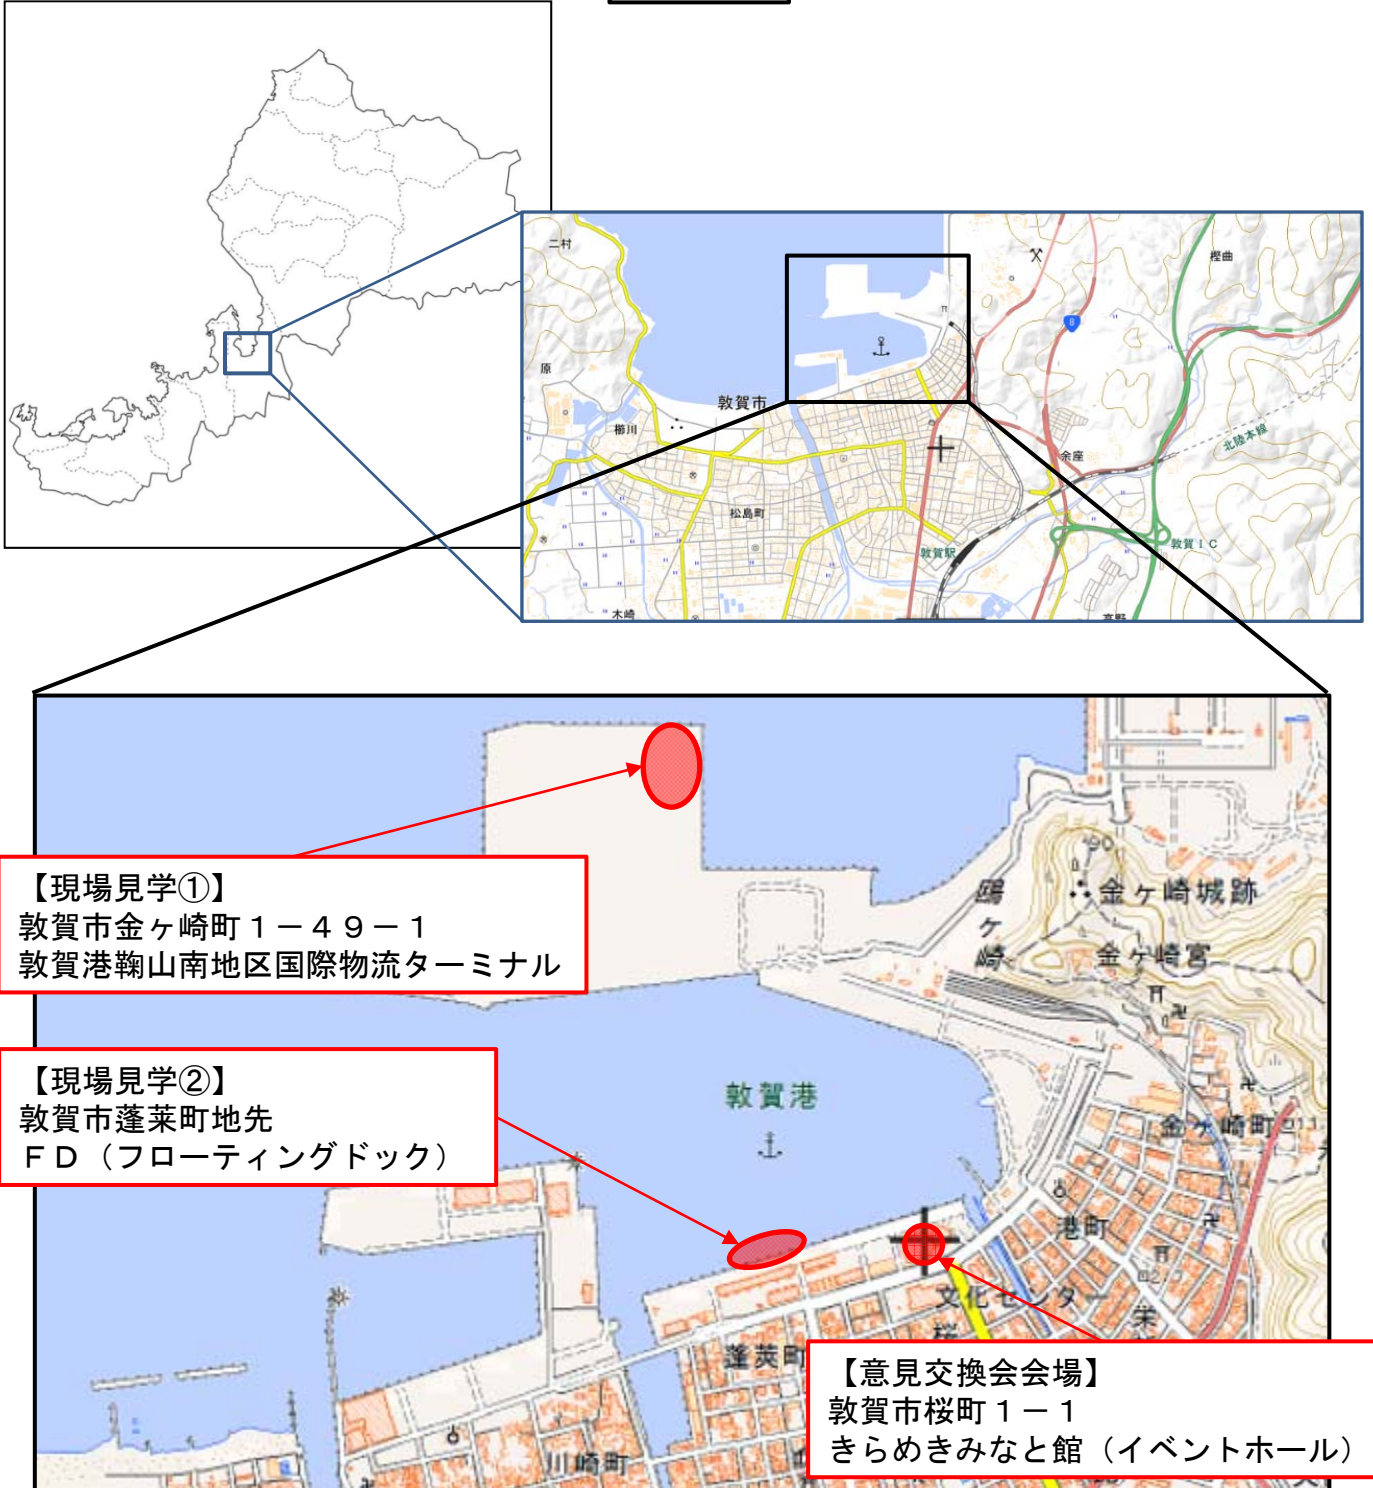 二村
樫曲
8
原
敦賀市
櫛川
余座
北陸本線
松島町
敦賀駅
敦賀IC
木崎
【現場見学①】
敦賀市金ヶ崎町1-49-1
敦賀港鞠山南地区国際物流ターミナル
鴎ヶ崎
金ヶ崎城跡
金ヶ崎宮
【現場見学②】
敦賀市蓬莱町地先
FD(フローティングドック)
敦賀港
金ヶ崎町
港町
文化センター
蓬莢町
川崎町
【意見交換会会場】
敦賀市桜町1-1
きらめきみなと館(イベントホール)